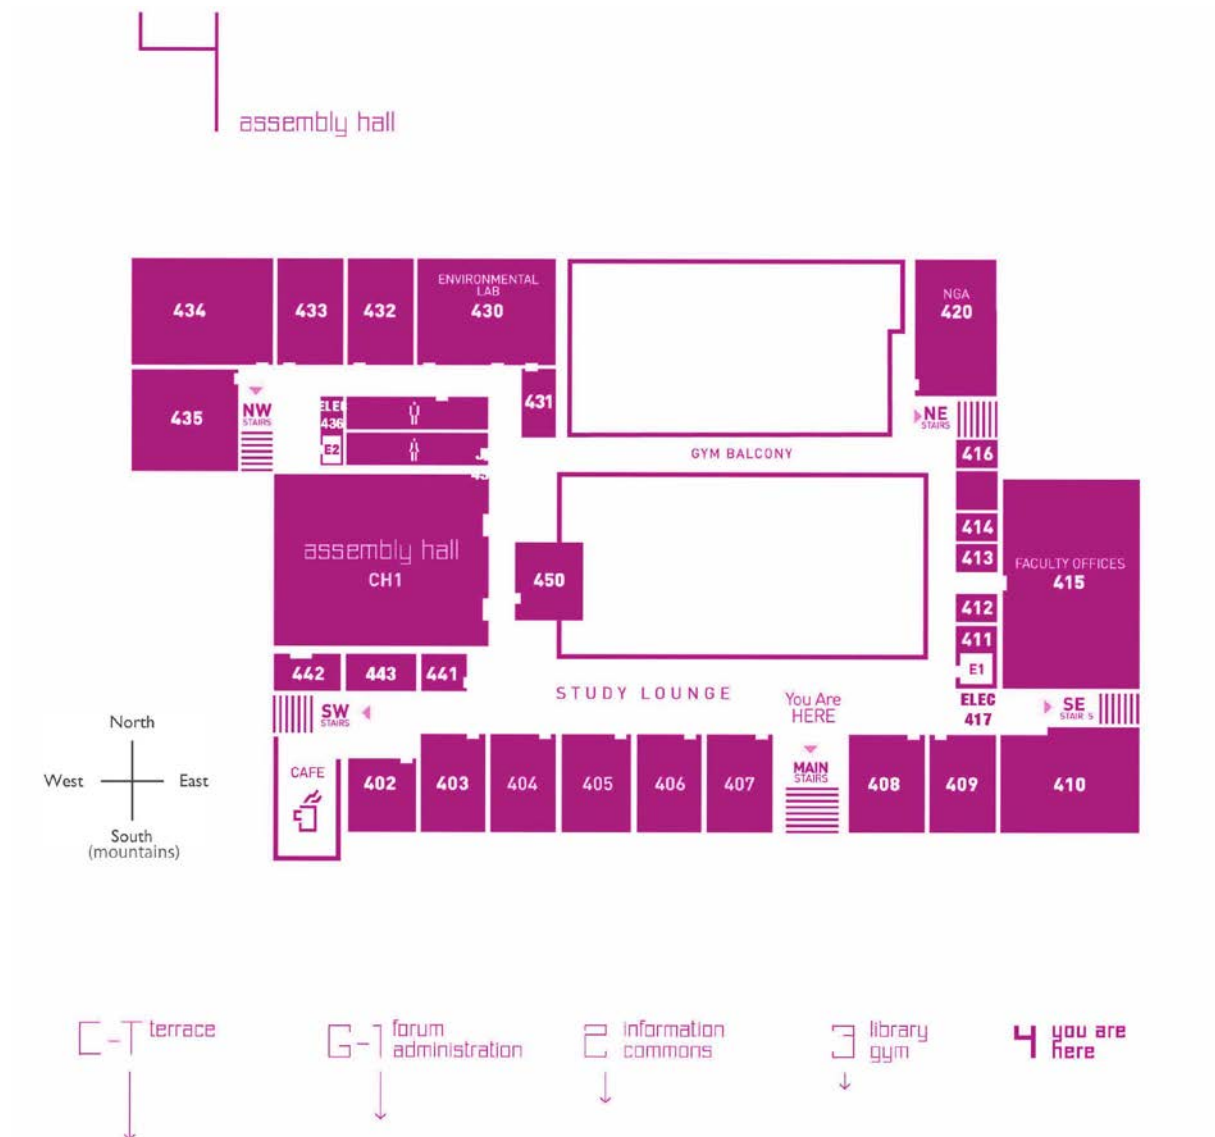 4
assembly hall
434
433
432
ENVIRONMENTAL
LAB
430
NGA
420
435
NW
STAIRS
ELEC
436
E2
431
NE
STAIRS
GYM BALCONY
416
414
413
FACULTY OFFICES
415
412
411
E1
assembly hall
CH1
450
442
443
441
SW
STAIRS
STUDY LOUNGE
You Are
HERE
ELEC
417
SE
STAIRS
MAIN
STAIRS
CAFE
402
403
404
405
406
407
408
409
410
North
West
East
South
(mountains)
C-T terrace
G-1 forum
administration
2 information
commons
3 library
gym
4 you are
here